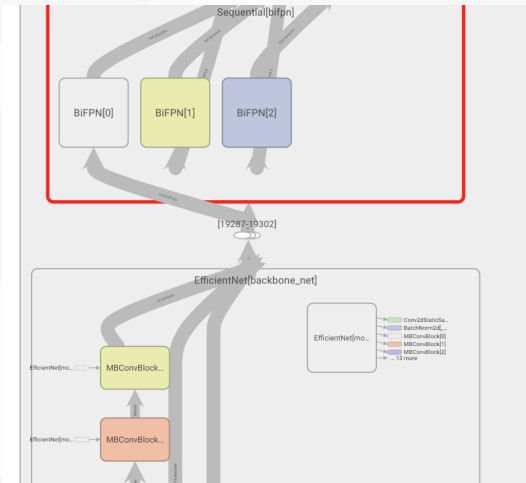 Sequential[bifpn]
BiFPN[0]
BiFPN[1]
BiFPN[2]
[19287-19302]
EfficientNet[backbone_net]
EfficientNet[mo...
Conv2dStaticSa...
BatchNorm2d[_...
MBConvBlock[0]
MBConvBlock[1]
MBConvBlock[2]
... 13 more
EfficientNet[mo...
MBConvBlock...
EfficientNet[mo...
MBConvBlock...